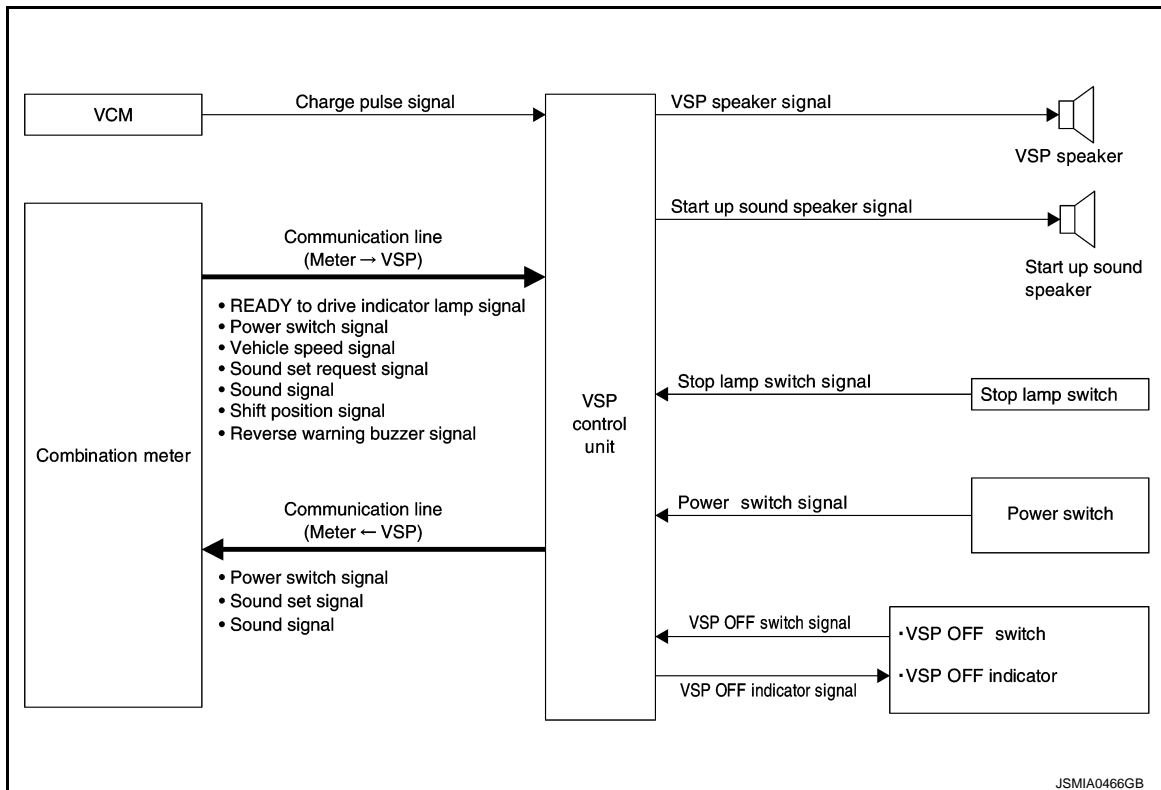 VCM
Charge pulse signal
VSP speaker signal
VSP speaker
Start up sound speaker signal
Start up sound
speaker
Communication line
(Meter → VSP)
• READY to drive indicator lamp signal
• Power switch signal
• Vehicle speed signal
• Sound set request signal
• Sound signal
• Shift position signal
• Reverse warning buzzer signal
Combination meter
VSP
control
unit
Stop lamp switch signal
Stop lamp switch
Communication line
(Meter ← VSP)
• Power switch signal
• Sound set signal
• Sound signal
Power switch signal
Power switch
VSP OFF switch signal
·VSP OFF switch
VSP OFF indicator signal
·VSP OFF indicator
JSMIA0466GB